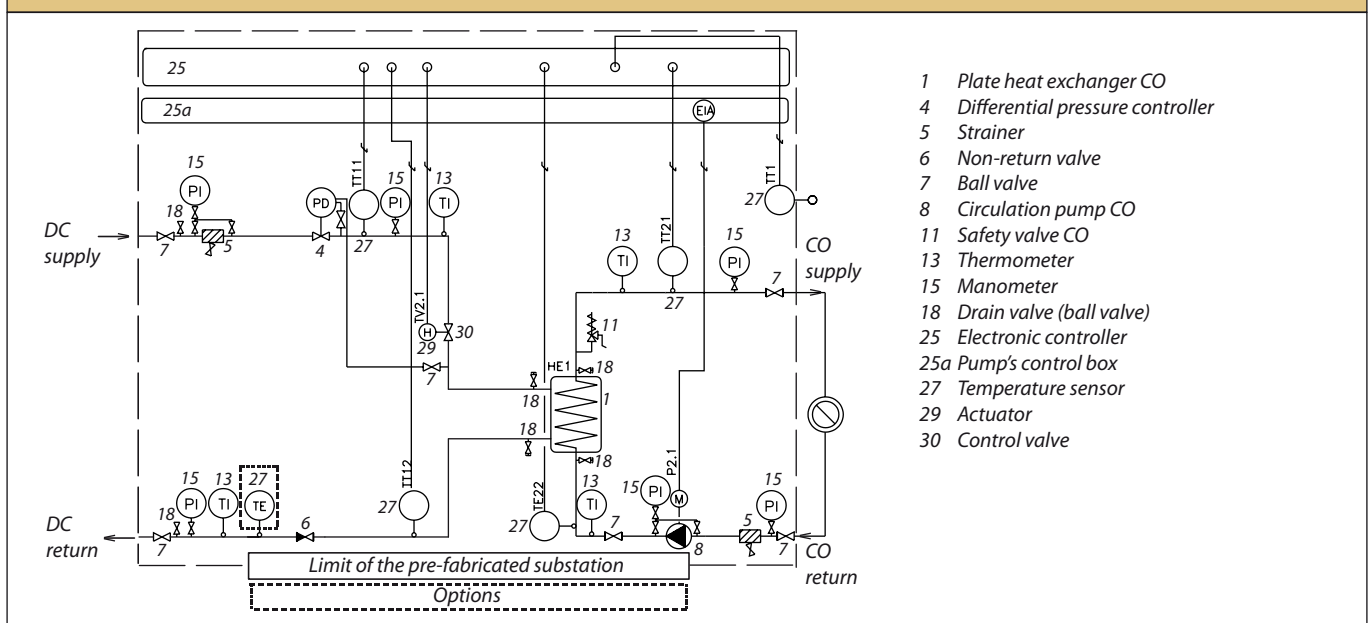 25
25a
EIA
TT1
27
15
PI
18
DC
supply
7
5
PD
4
TT11
27
15
PI
13
TI
TV2.1
H
29
30
7
13
TI
TT21
27
15
PI
7
CO
supply
11
HE1
18
18
1
18
18
TT12
27
TE22
27
13
TI
7
15
PI
P2.1
M
8
5
15
PI
7
CO
return
18
15
PI
13
TI
27
TE
6
DC
return
7
Limit of the pre-fabricated substation
Options
1 Plate heat exchanger CO
4 Differential pressure controller
5 Strainer
6 Non-return valve
7 Ball valve
8 Circulation pump CO
11 Safety valve CO
13 Thermometer
15 Manometer
18 Drain valve (ball valve)
25 Electronic controller
25a Pump's control box
27 Temperature sensor
29 Actuator
30 Control valve